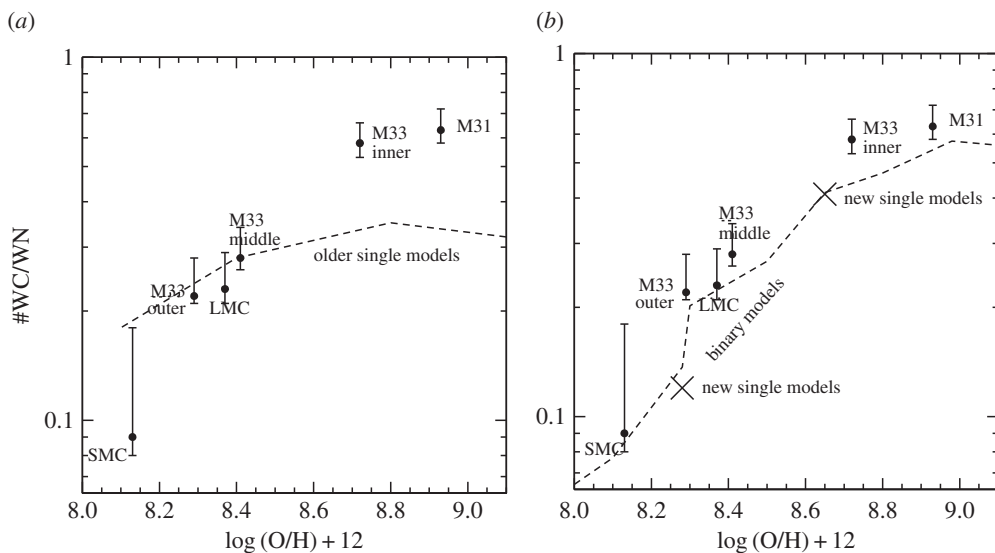 (a)
1
0.1
#WC/WN
M33
inner
M31
M33
middle
older single models
M33
outer
LMC
SMC
8.0 8.2 8.4 8.6 8.8 9.0
log (O/H) + 12
(b)
1
0.1
M33
inner
M31
M33
middle
new single models
M33
outer
LMC
binary models
new single models
SMC
8.0 8.2 8.4 8.6 8.8 9.0
log (O/H) + 12